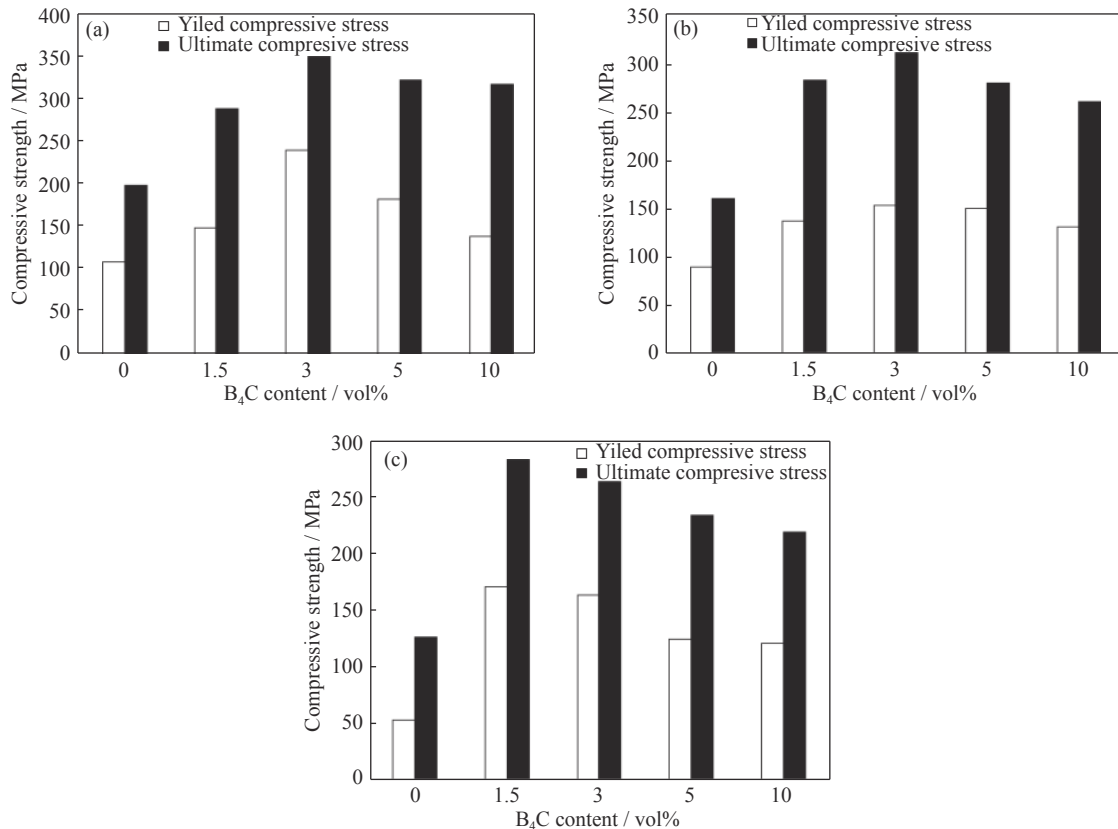 (a)
Yiled compressive stress
Ultimate compresive stress
400
350
300
250
200
150
100
50
0
Compressive strength / MPa
0 1.5 3 5 10
B₄C content / vol%
(b)
Yiled compressive stress
Ultimate compresive stress
350
300
250
200
150
100
50
0
Compressive strength / MPa
0 1.5 3 5 10
B₄C content / vol%
(c)
Yiled compressive stress
Ultimate compresive stress
300
250
200
150
100
50
0
Compressive strength / MPa
0 1.5 3 5 10
B₄C content / vol%